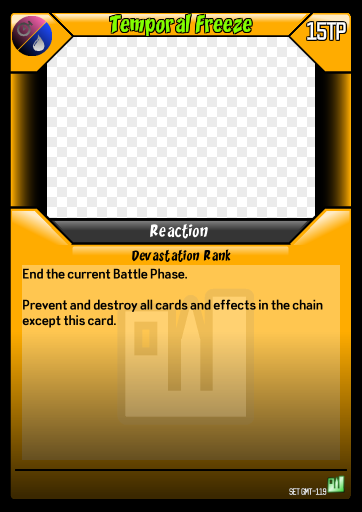 Temporal Freeze
15TP
Reaction
Devastation Rank
End the current Battle Phase.
Prevent and destroy all cards and effects in the chain
except this card.
SET GMT-119